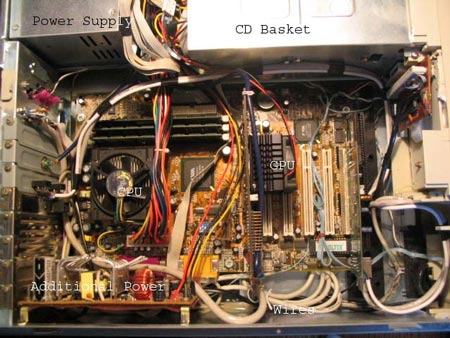 Power Supply
CD Basket
CPU
GPU
Additional Power
Wires